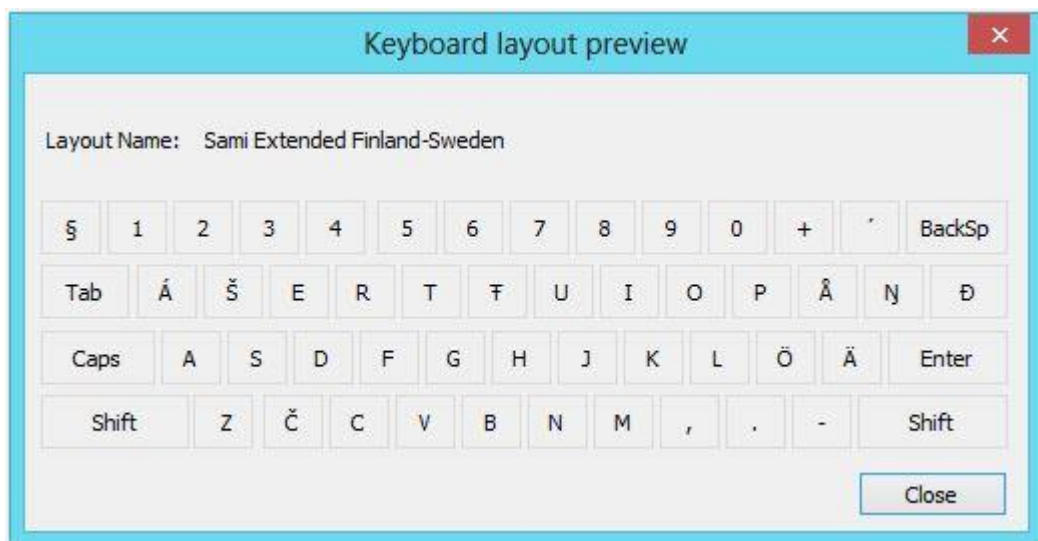 Keyboard layout preview
×
Layout Name: Sami Extended Finland-Sweden
§ 1 2 3 4 5 6 7 8 9 0 + ´ BackSp
Tab Á Š E R T Ŧ U I O P Å Ŋ Đ
Caps A S D F G H J K L Ö Ä Enter
Shift Z Č C V B N M , . - Shift
Close